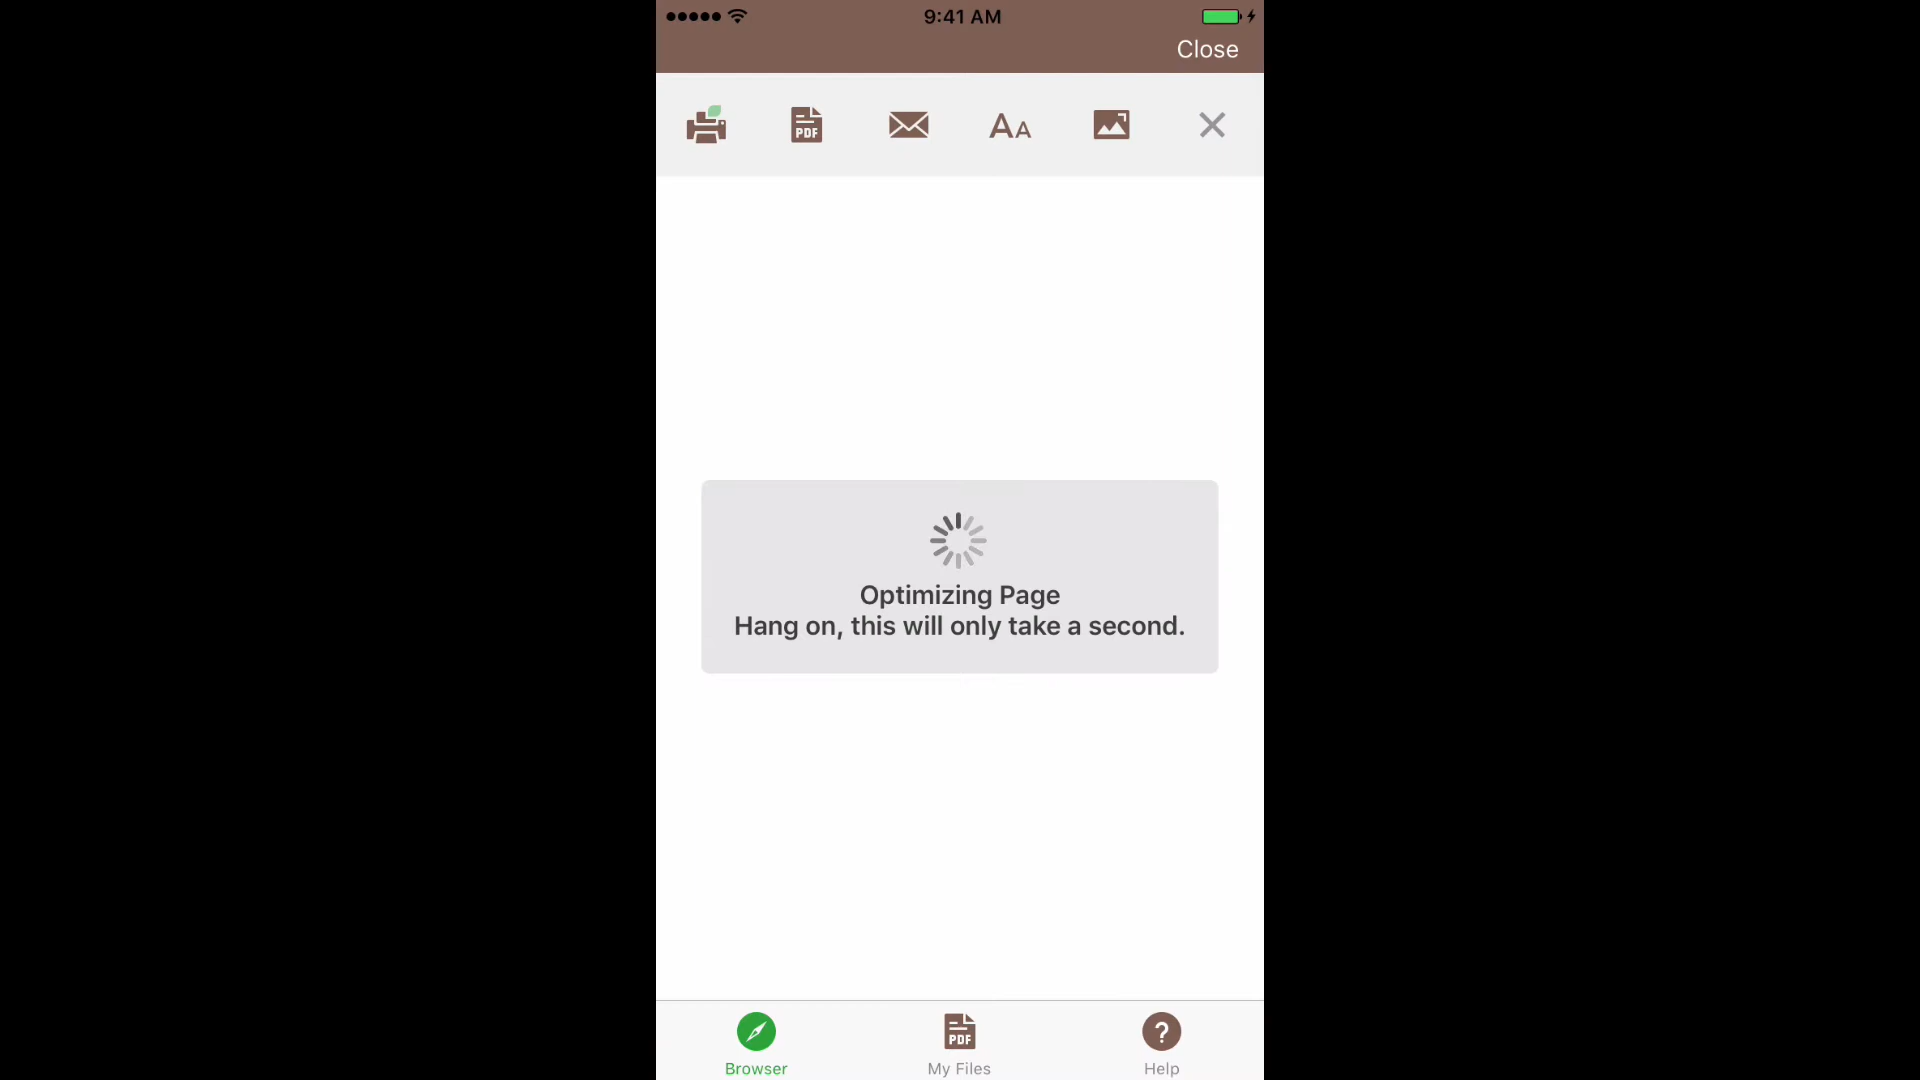 9:41 AM
Close
PDF
AA
Optimizing Page
Hang on, this will only take a second.
PDF
?
Browser
My Files
Help